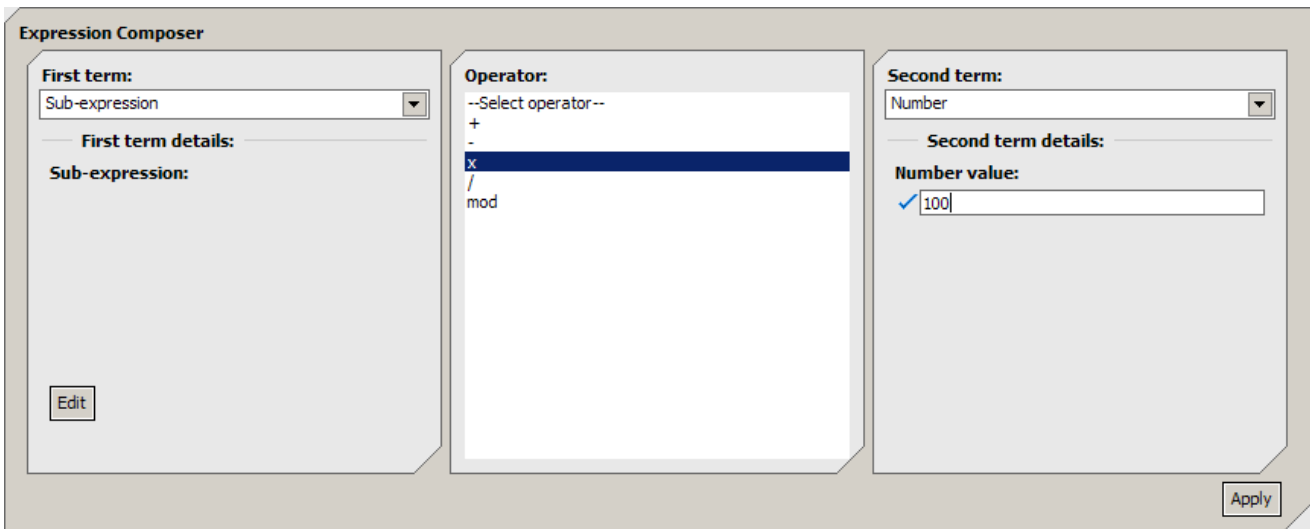 Expression Composer
First term:
Sub-expression
First term details:
Sub-expression:
Edit
Operator:
--Select operator--
+
-
x
/
mod
Second term:
Number
Second term details:
Number value:
100
Apply